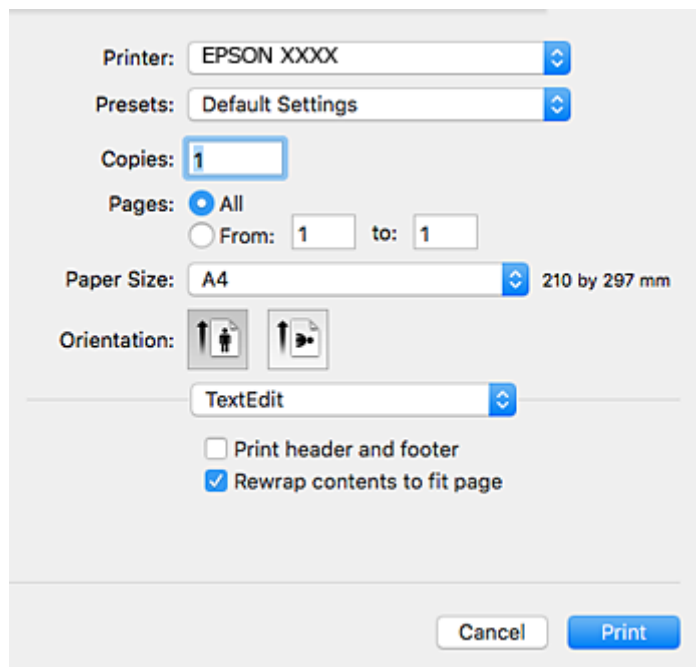 Printer: EPSON XXXX
Presets: Default Settings
Copies: 1
Pages: All
From: 1 to: 1
Paper Size: A4 210 by 297 mm
Orientation:
TextEdit
Print header and footer
Rewrap contents to fit page
Cancel Print